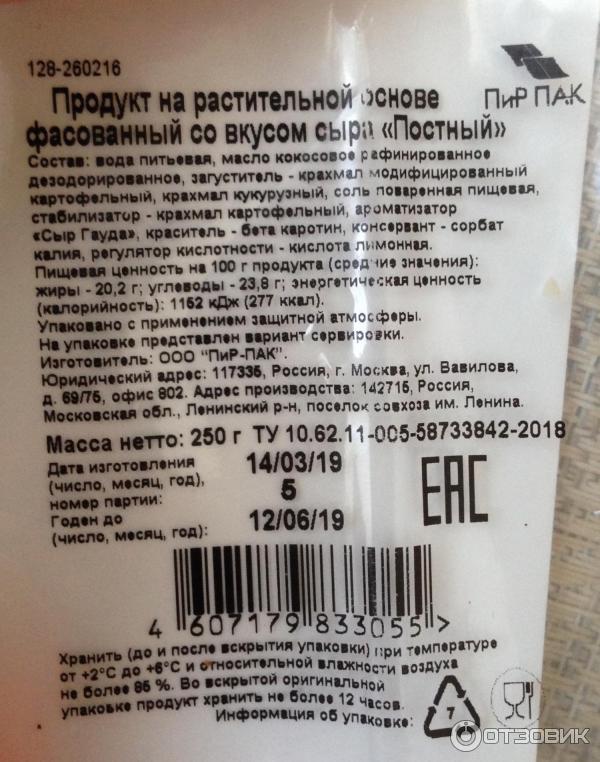 128-260216
ПиР ПАК
Продукт на растительной основе
фасованный со вкусом сыра «Постный»
Состав: вода питьевая, масло кокосовое рафинированное
дезодорированное, загуститель - крахмал модифицированный
картофельный, крахмал кукурузный, соль поваренная пищевая,
стабилизатор - крахмал картофельный, ароматизатор
«Сыр Гауда», краситель - бета каротин, консервант - сорбат
калия, регулятор кислотности - кислота лимонная.
Пищевая ценность на 100 г продукта (средние значения):
жиры - 20,2 г; углеводы - 23,8 г; энергетическая ценность
(калорийность): 1152 кДж (277 ккал).
Упаковано с применением защитной атмосферы.
На упаковке представлен вариант сервировки.
Изготовитель: ООО "ПиР-ПАК".
Юридический адрес: 117335, Россия, г. Москва, ул. Вавилова,
д. 69/75, офис 802. Адрес производства: 142715, Россия,
Московская обл., Ленинский р-н, поселок совхоза им. Ленина.
Масса нетто: 250 г ТУ 10.62.11-005-58733842-2018
Дата изготовления 14/03/19
(число, месяц, год),
номер партии: 5
Годен до 12/06/19
(число, месяц, год):
EAC
4 607179 833055 >
Хранить (до и после вскрытия упаковки) при температуре
от +2°С до +6°С и относительной влажности воздуха
не более 85 %. Во вскрытой оригинальной
упаковке продукт хранить не более 12 часов.
Информация об упаковке:
7
ОТЗОВИК